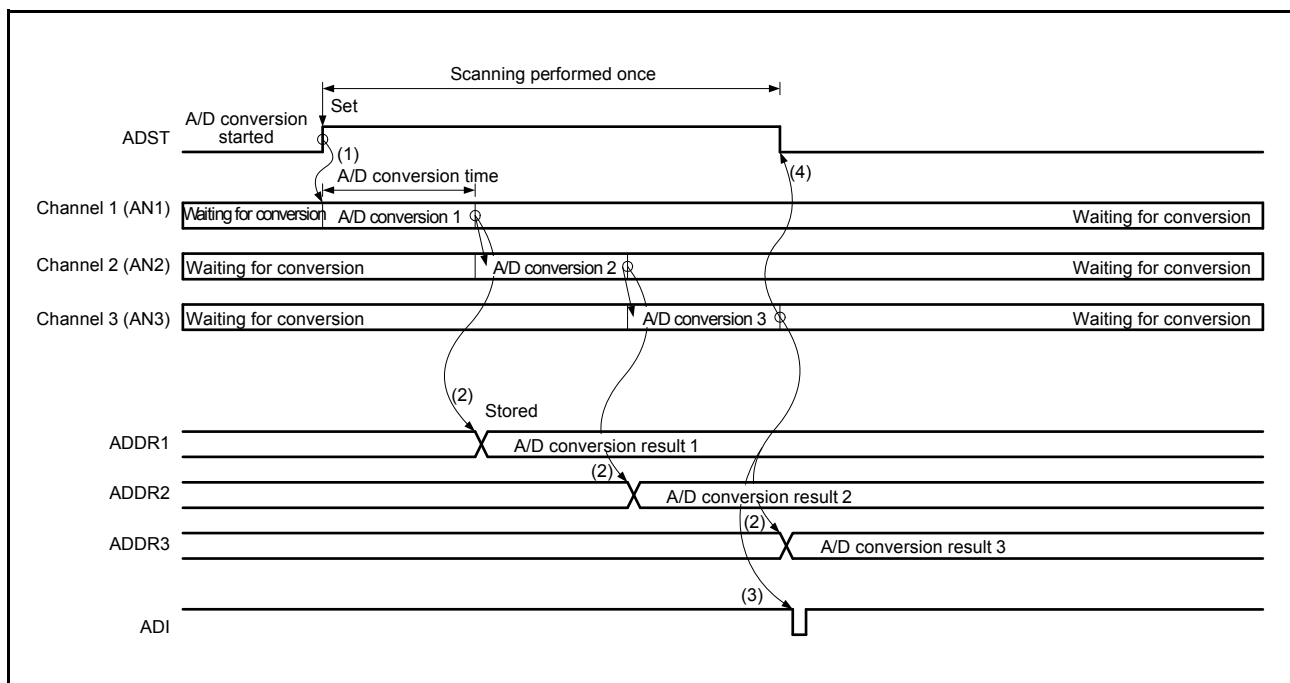 Scanning performed once
Set
A/D conversion
started
ADST
(1)
(4)
A/D conversion time
Channel 1 (AN1)
Waiting for conversion
A/D conversion 1
Waiting for conversion
Channel 2 (AN2)
Waiting for conversion
A/D conversion 2
Waiting for conversion
Channel 3 (AN3)
Waiting for conversion
A/D conversion 3
Waiting for conversion
(2)
Stored
ADDR1
A/D conversion result 1
(2)
ADDR2
A/D conversion result 2
(2)
ADDR3
A/D conversion result 3
(3)
ADI